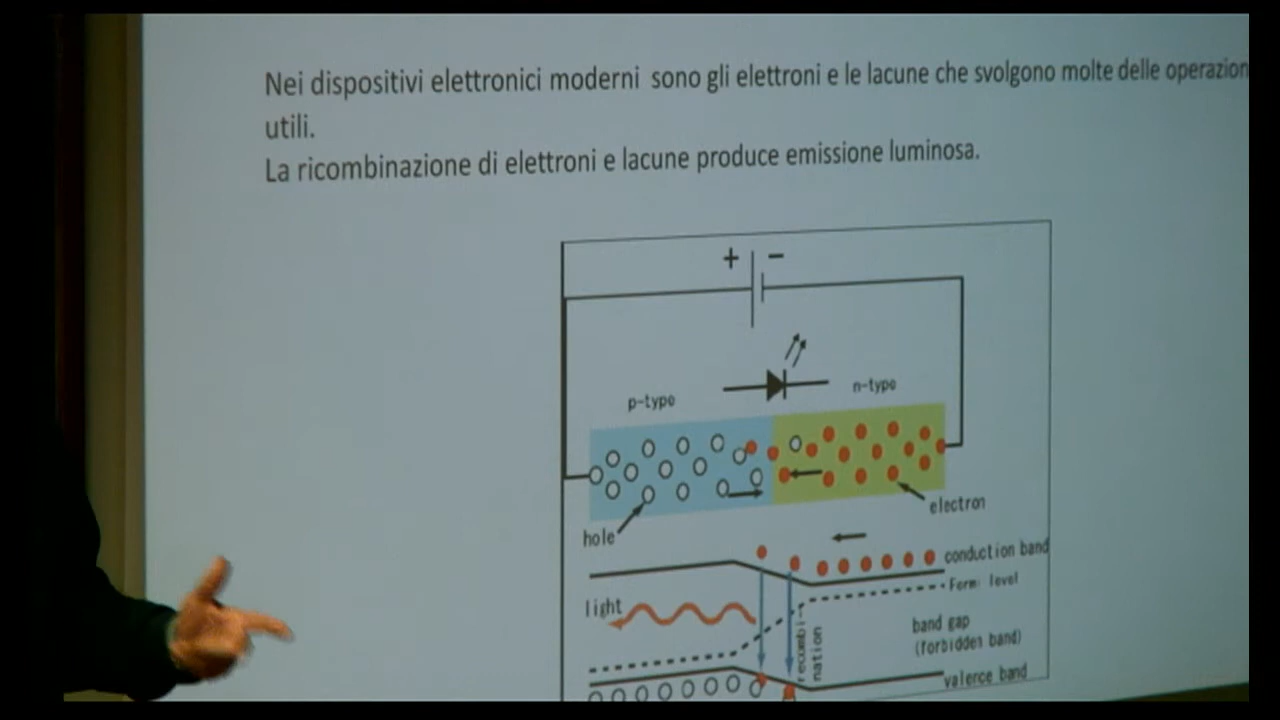 Nei dispositivi elettronici moderni sono gli elettroni e le lacune che svolgono molte delle operazion
utili.
La ricombinazione di elettroni e lacune produce emissione luminosa.
+ −
p-type
n-type
hole
electron
conduction band
Fermi level
light
recombi-
nation
band gap
(forbidden band)
valence band